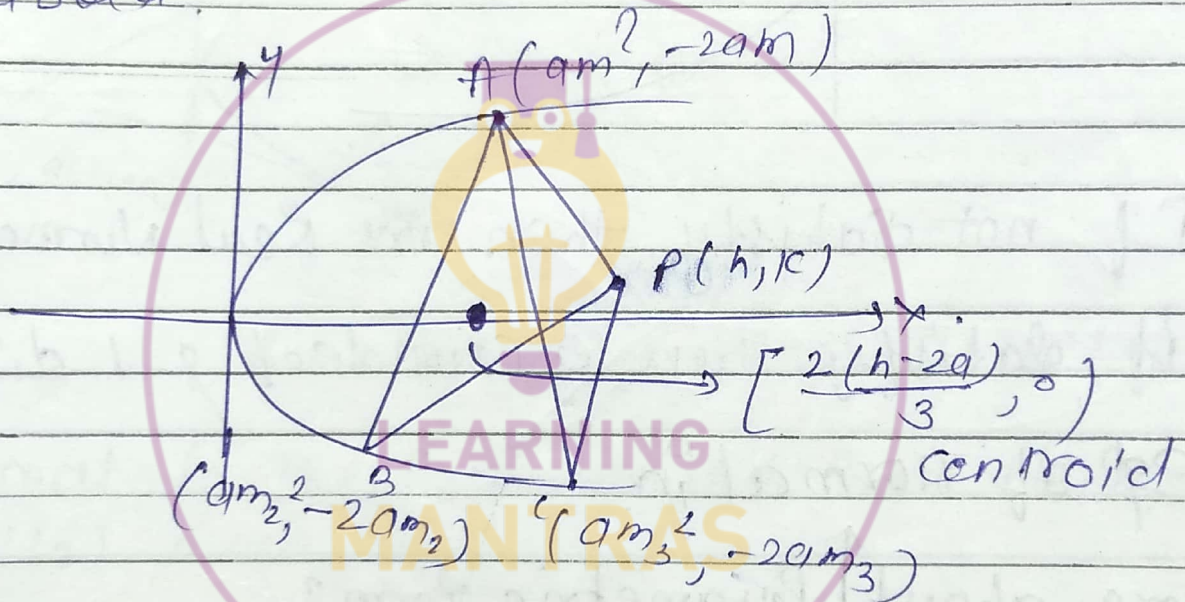 y
A (am², -2am)
P(h, k)
x.
[2(h-2a)/3, 0)
LEARNING
centroid
B
(am₂², -2am₂)
(am₃², -2am₃)
MANTRAS